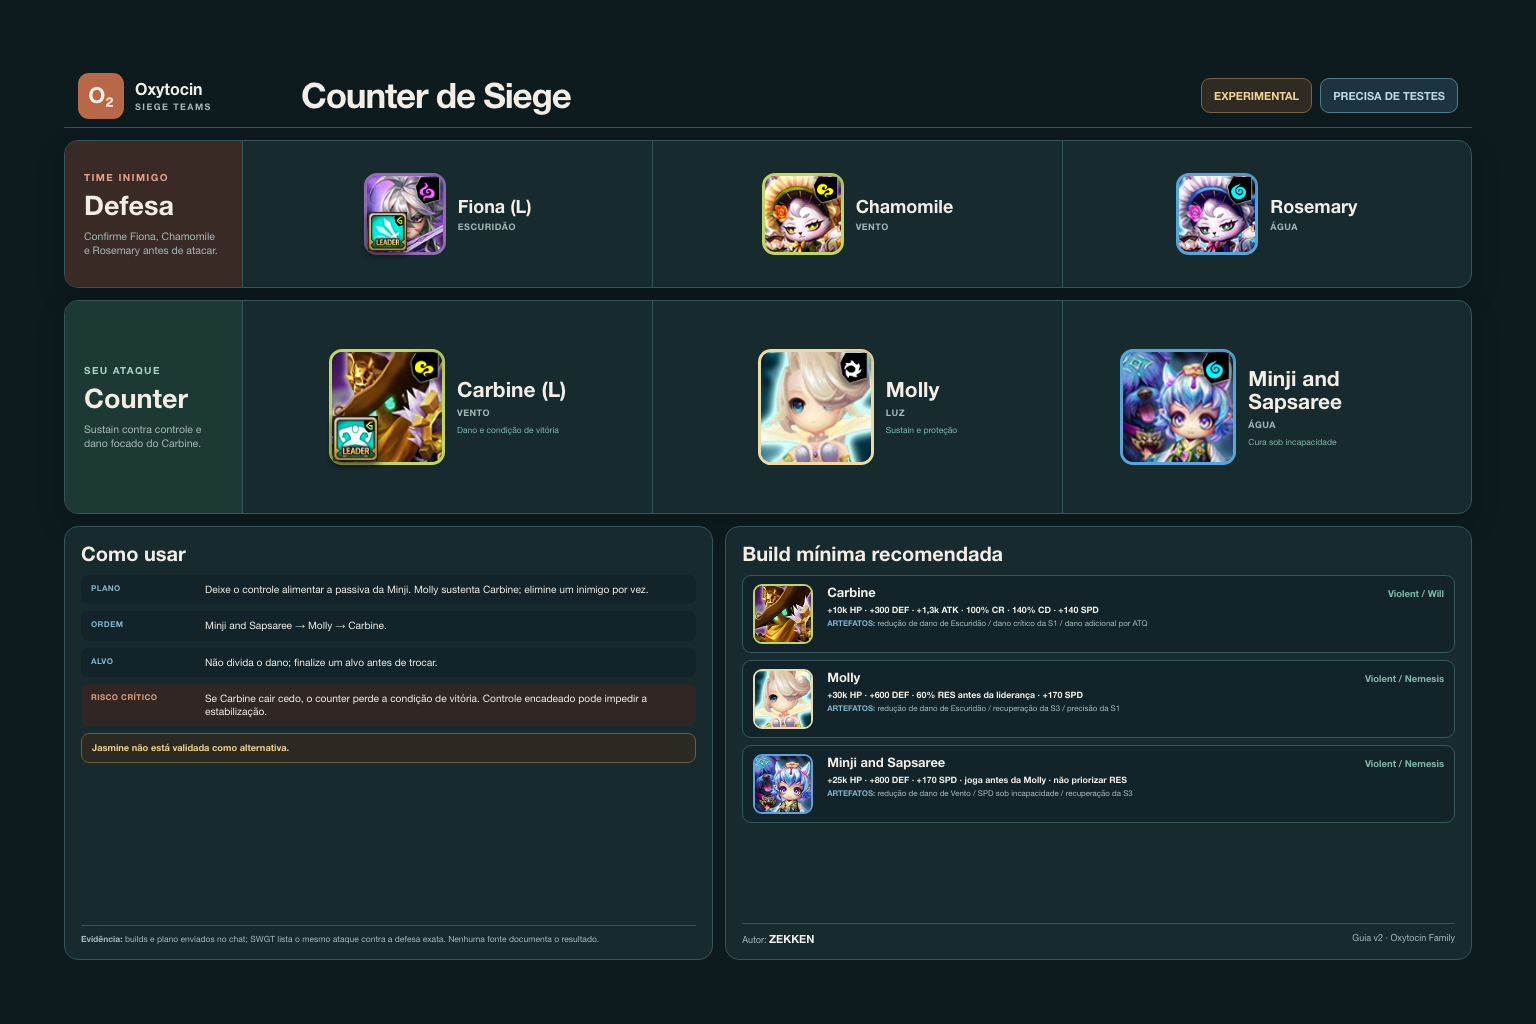 O₂
Oxytocin
SIEGE TEAMS
Counter de Siege
EXPERIMENTAL
PRECISA DE TESTES
TIME INIMIGO
Defesa
Confirme Fiona, Chamomile
e Rosemary antes de atacar.
LEADER
Fiona (L)
ESCURIDÃO
Chamomile
VENTO
Rosemary
ÁGUA
SEU ATAQUE
Counter
Sustain contra controle e
dano focado do Carbine.
LEADER
Carbine (L)
VENTO
Dano e condição de vitória
Molly
LUZ
Sustain e proteção
Minji and
Sapsaree
ÁGUA
Cura sob incapacidade
Como usar
PLANO
Deixe o controle alimentar a passiva da Minji. Molly sustenta Carbine; elimine um inimigo por vez.
ORDEM
Minji and Sapsaree → Molly → Carbine.
ALVO
Não divida o dano; finalize um alvo antes de trocar.
RISCO CRÍTICO
Se Carbine cair cedo, o counter perde a condição de vitória. Controle encadeado pode impedir a
estabilização.
Jasmine não está validada como alternativa.
Evidência: builds e plano enviados no chat; SWGT lista o mesmo ataque contra a defesa exata. Nenhuma fonte documenta o resultado.
Build mínima recomendada
Carbine
Violent / Will
+10k HP · +300 DEF · +1,3k ATK · 100% CR · 140% CD · +140 SPD
ARTEFATOS: redução de dano de Escuridão / dano crítico da S1 / dano adicional por ATQ
Molly
Violent / Nemesis
+30k HP · +600 DEF · 60% RES antes da liderança · +170 SPD
ARTEFATOS: redução de dano de Escuridão / recuperação da S3 / precisão da S1
Minji and Sapsaree
Violent / Nemesis
+25k HP · +800 DEF · +170 SPD · joga antes da Molly · não priorizar RES
ARTEFATOS: redução de dano de Vento / SPD sob incapacidade / recuperação da S3
Autor: ZEKKEN
Guia v2 · Oxytocin Family